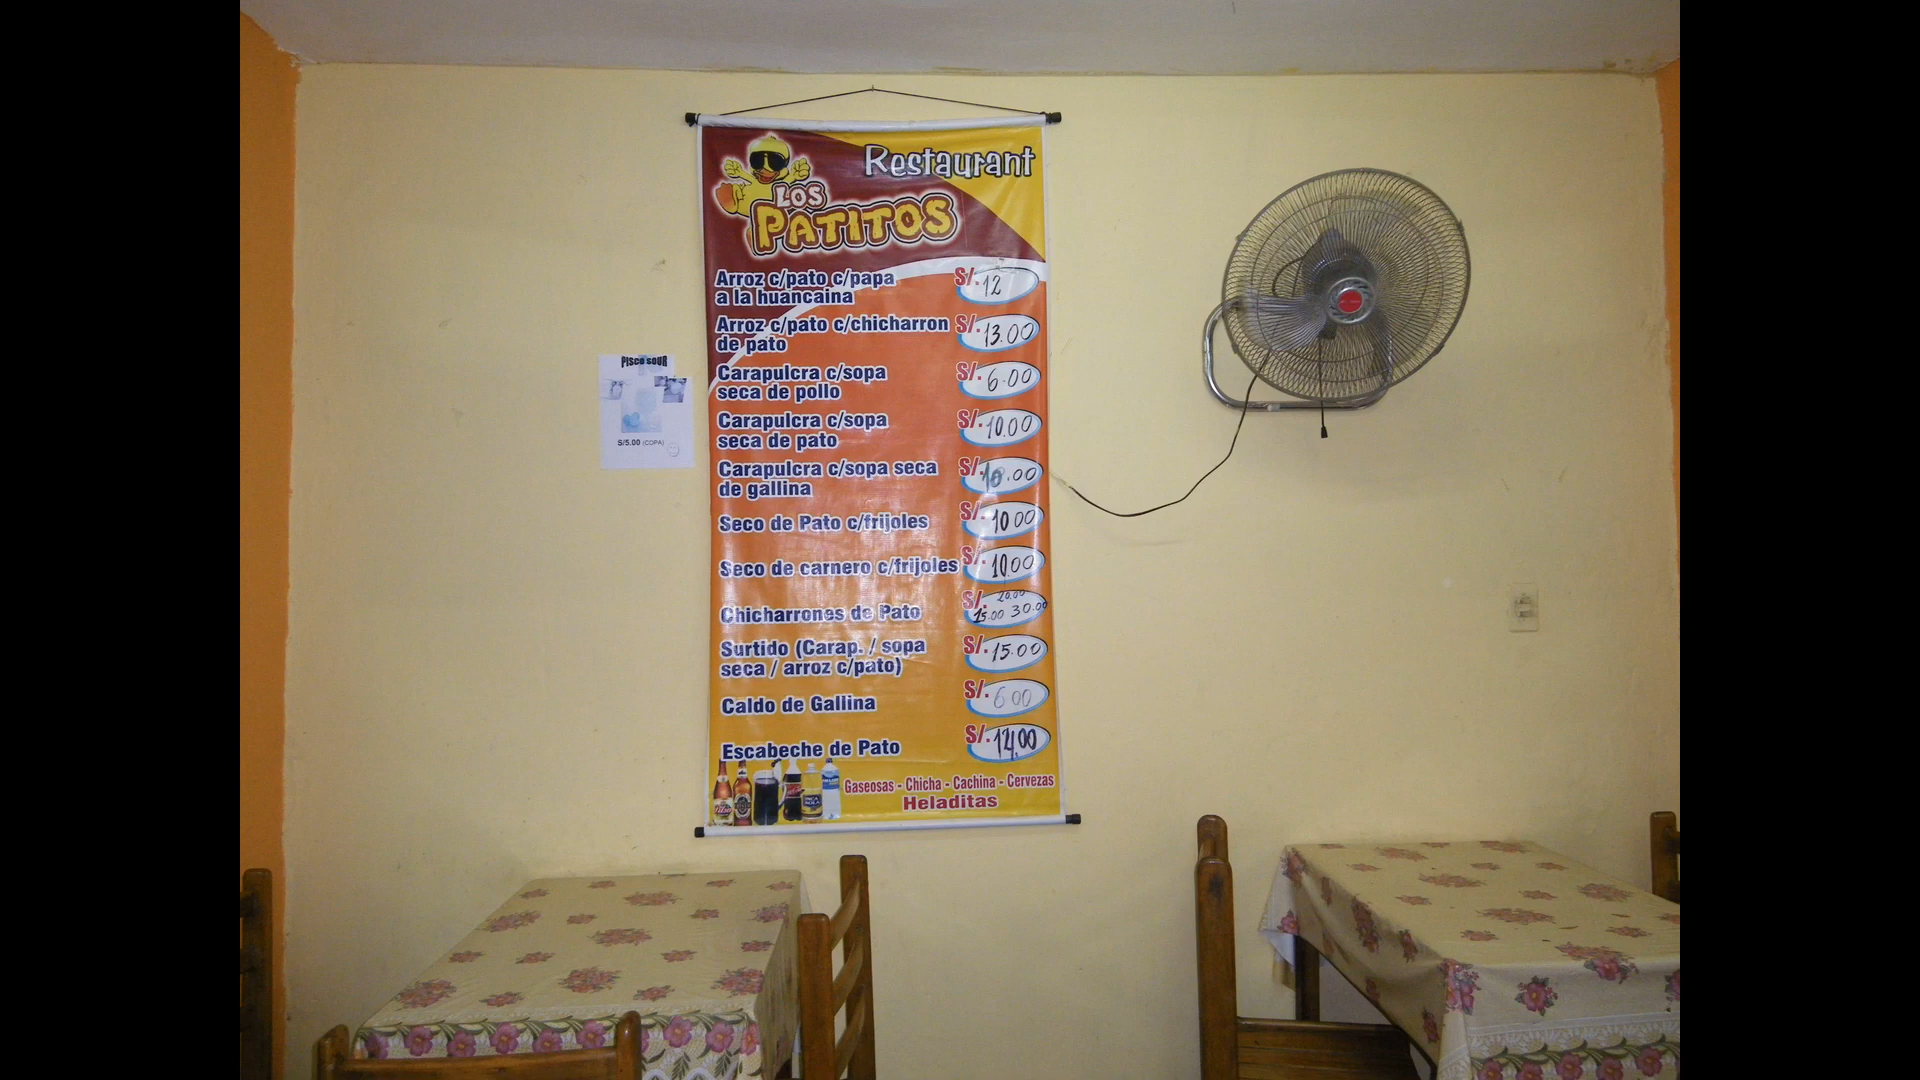 Restaurant
LOS
PATITOS
Arroz c/pato c/papa
a la huancaina
S/. 12
Arroz c/pato c/chicharron
de pato
S/. 13.00
Carapulcra c/sopa
seca de pollo
S/. 6.00
Carapulcra c/sopa
seca de pato
S/. 10.00
Carapulcra c/sopa seca
de gallina
S/. 10.00
Seco de Pato c/frijoles
S/. 10 00
Seco de carnero c/frijoles
S/. 10.00
Chicharrones de Pato
S/. 20.00
15.00 30.00
Surtido (Carap. / sopa
seca / arroz c/pato)
S/. 15.00
Caldo de Gallina
S/. 6 00
Escabeche de Pato
S/. 14,00
Gaseosas - Chicha - Cachina - Cervezas
Heladitas
PISCO SOUR
S/5.00 (COPA)